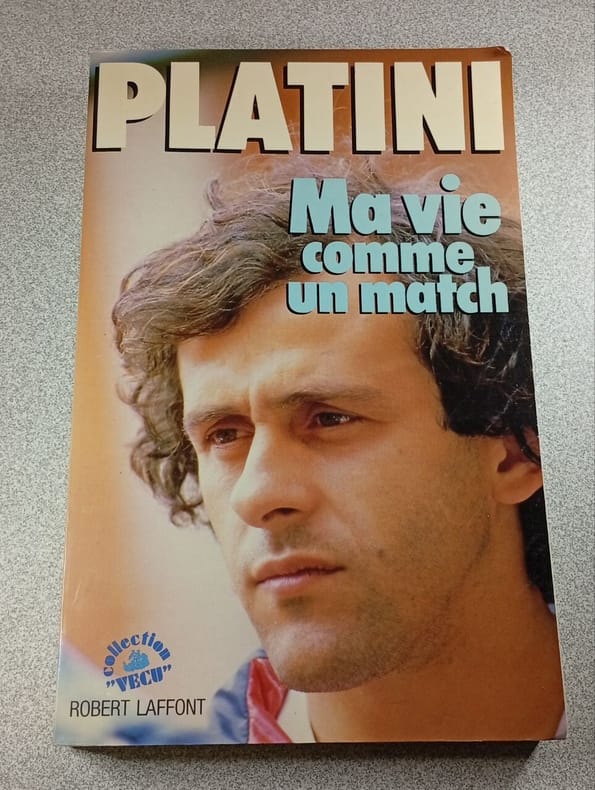 PLATINI
Ma vie
comme
un match
collection
"VECU"
ROBERT LAFFONT